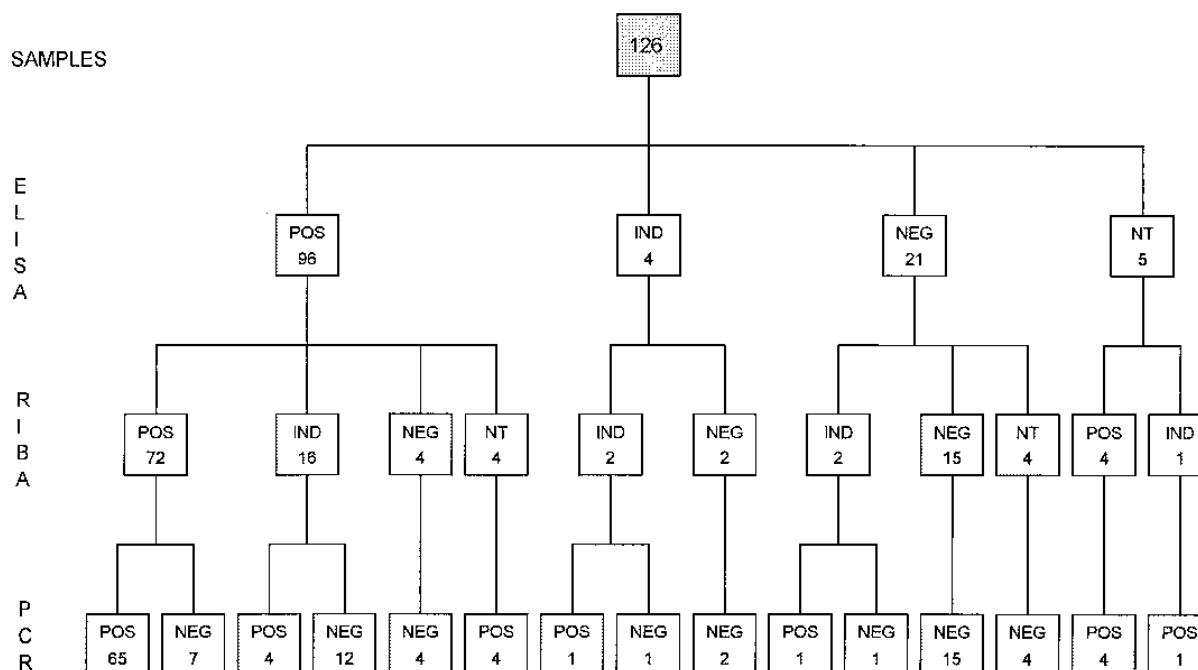 126
SAMPLES
E
L
I
S
A
POS IND NEG NT
96 4 21 5
R
I
B
A
POS IND NEG NT IND NEG IND NEG NT POS IND
72 16 4 4 2 2 2 15 4 4 1
P
C
R
POS NEG POS NEG NEG POS POS NEG NEG POS NEG NEG NEG POS POS
65 7 4 12 4 4 1 1 2 1 1 15 4 4 1